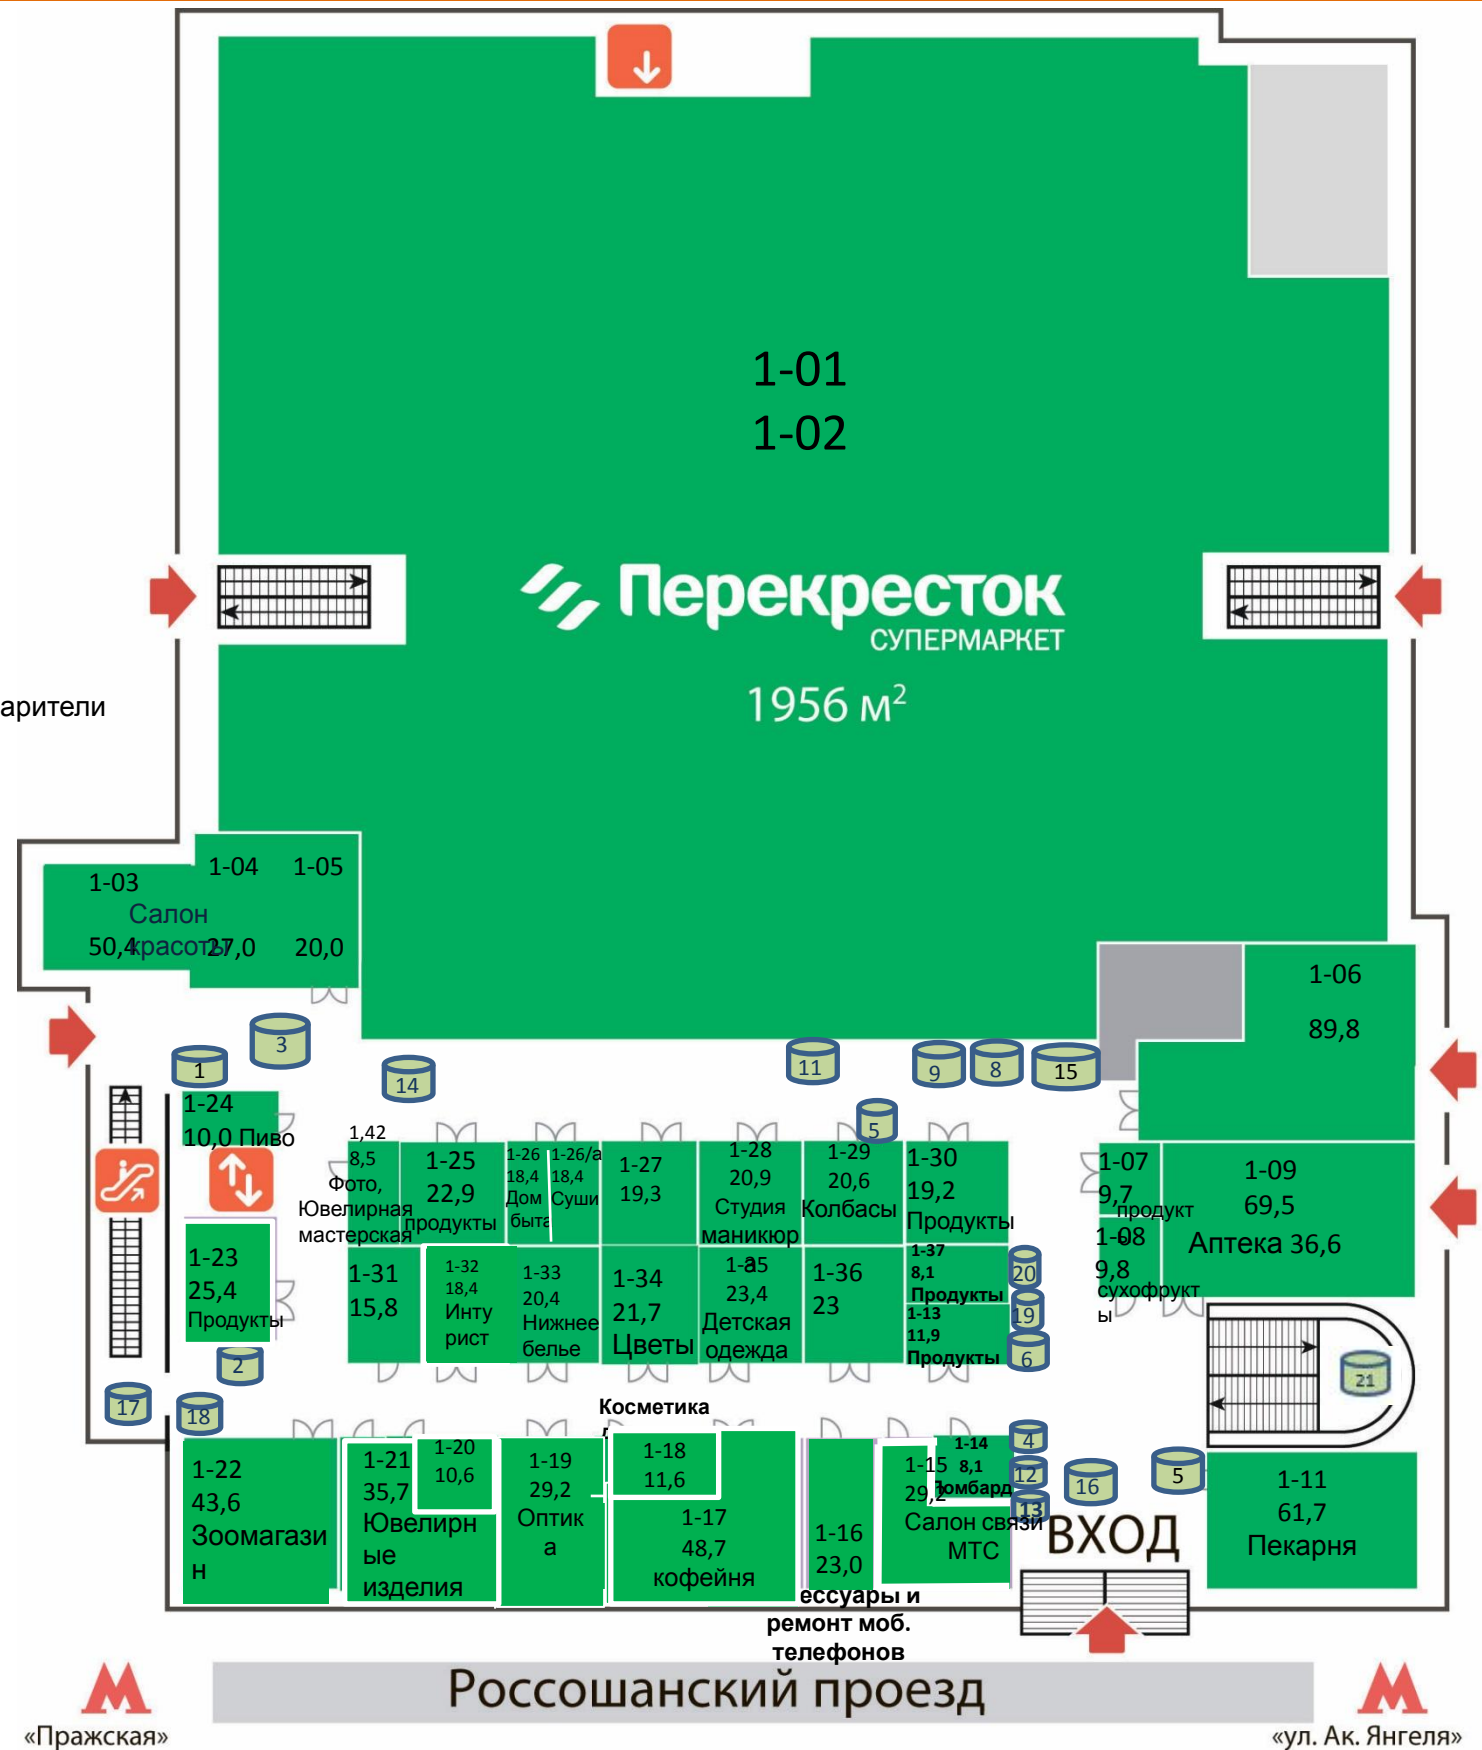 1-01
1-02
Перекресток
СУПЕРМАРКЕТ
1956 м²
арители
1-03
50,4
Салон
красоты
1-04
27,0
1-05
20,0
1-06
89,8
3
1
14
11
9
8
15
5
1-24
10,0 Пиво
1,42
8,5
Фото,
Ювелирная
мастерская
1-25
22,9
продукты
1-26
18,4
Дом
быта
1-26/а
18,4
Суши
1-27
19,3
1-28
20,9
Студия
маникюр
а
1-29
20,6
Колбасы
1-30
19,2
Продукты
1-07
9,7
продукт
1-08
9,8
сухофрукт
ы
1-09
69,5
Аптека 36,6
1-23
25,4
Продукты
1-31
15,8
1-32
18,4
Инту
рист
1-33
20,4
Нижнее
белье
1-34
21,7
Цветы
1-35
23,4
Детская
одежда
1-36
23
1-37
8,1
Продукты
1-13
11,9
Продукты
20
19
6
2
17
18
21
Косметика
1-22
43,6
Зоомагази
н
1-21
35,7
Ювелирн
ые
изделия
1-20
10,6
1-19
29,2
Оптик
а
1-18
11,6
1-17
48,7
кофейня
1-16
23,0
ессуары и
ремонт моб.
телефонов
1-15
29,2
Салон связи
МТС
1-14
8,1
Ломбард
4
12
13
16
5
1-11
61,7
Пекарня
ВХОД
Россошанский проезд
«Пражская»
«ул. Ак. Янгеля»